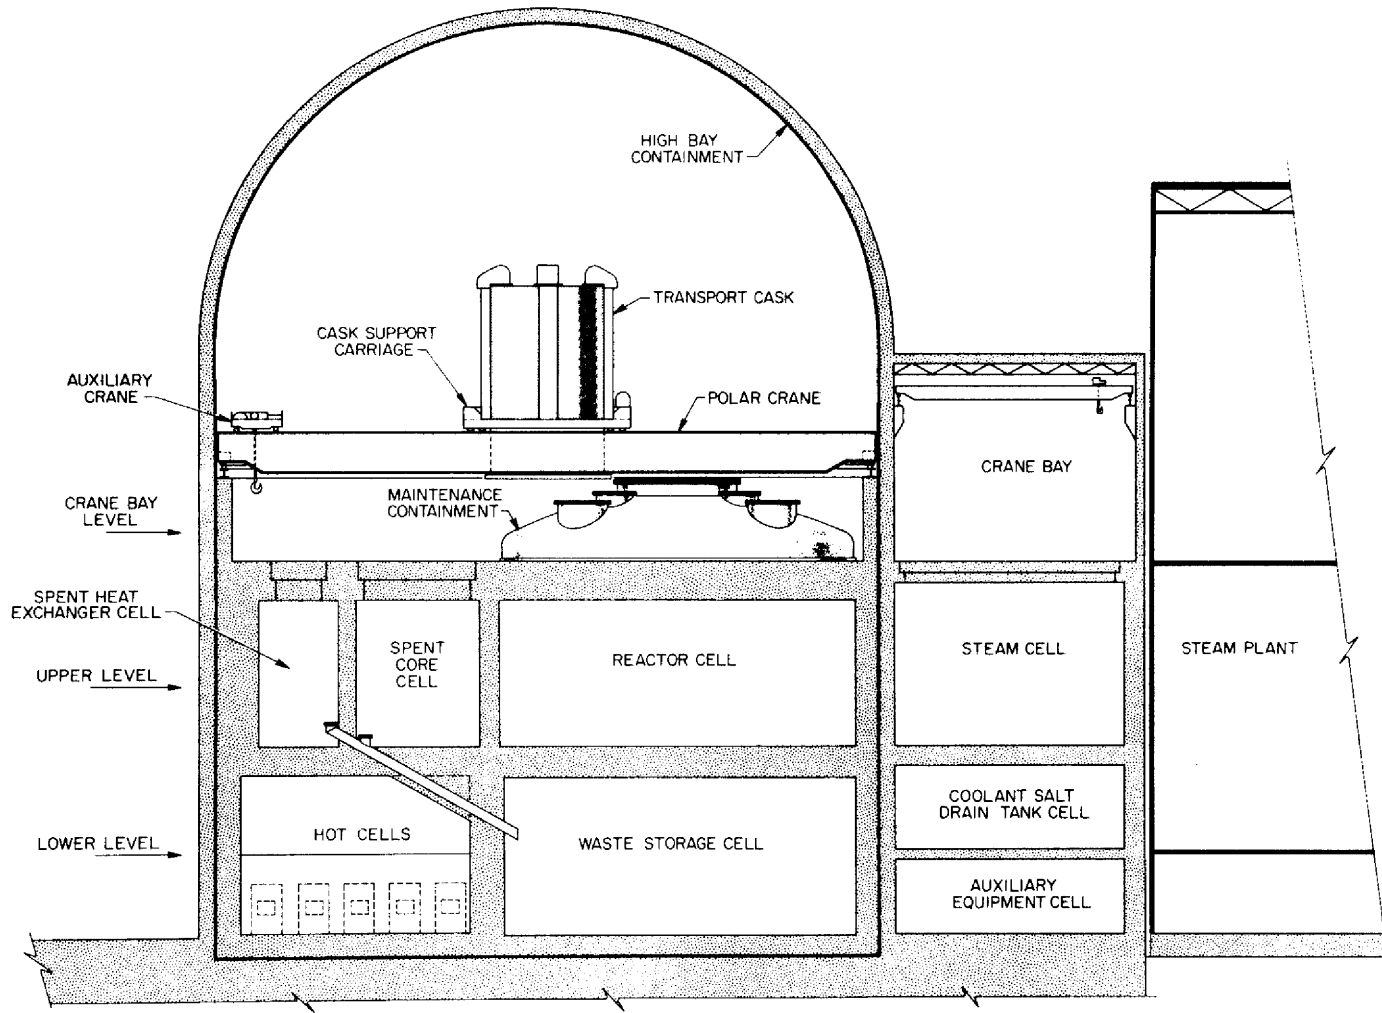 HIGH BAY
CONTAINMENT
TRANSPORT CASK
CASK SUPPORT
CARRIAGE
AUXILIARY
CRANE
POLAR CRANE
CRANE BAY
MAINTENANCE
CONTAINMENT
CRANE BAY
LEVEL
SPENT HEAT
EXCHANGER CELL
SPENT
CORE
CELL
REACTOR CELL
STEAM CELL
STEAM PLANT
UPPER LEVEL
COOLANT SALT
DRAIN TANK CELL
HOT CELLS
WASTE STORAGE CELL
LOWER LEVEL
AUXILIARY
EQUIPMENT CELL